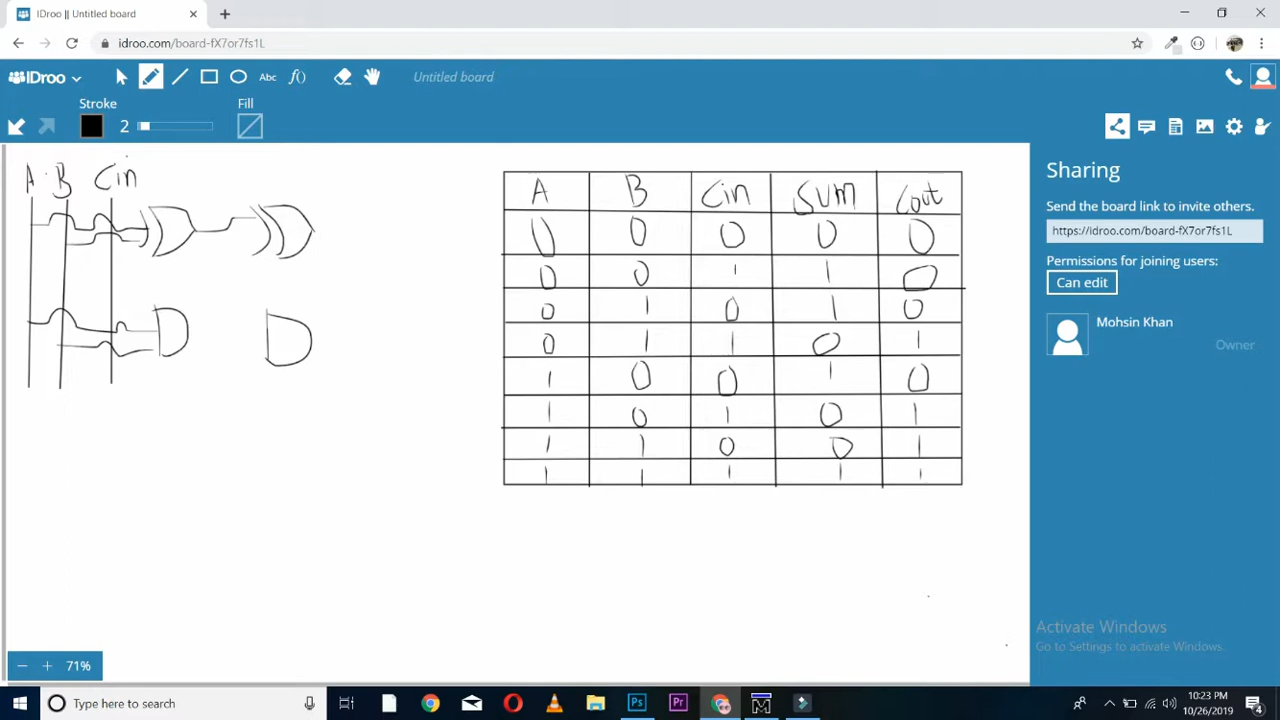 IDroo || Untitled board
idroo.com/board-fX7or7fs1L
IDroo
Abc
f()
Untitled board
Stroke
Fill
2
A B Cin
A B Cin SUM Cout
0 0 0 0 0
0 0 1 1 0
0 1 0 1 0
0 1 1 0 1
1 0 0 1 0
1 0 1 0 1
1 1 0 0 1
1 1 1 1 1
Sharing
Send the board link to invite others.
https://idroo.com/board-fX7or7fs1L
Permissions for joining users:
Can edit
Mohsin Khan
Owner
Activate Windows
Go to Settings to activate Windows.
71%
Type here to search
Ps
Pr
M
10:23 PM
10/26/2019
4